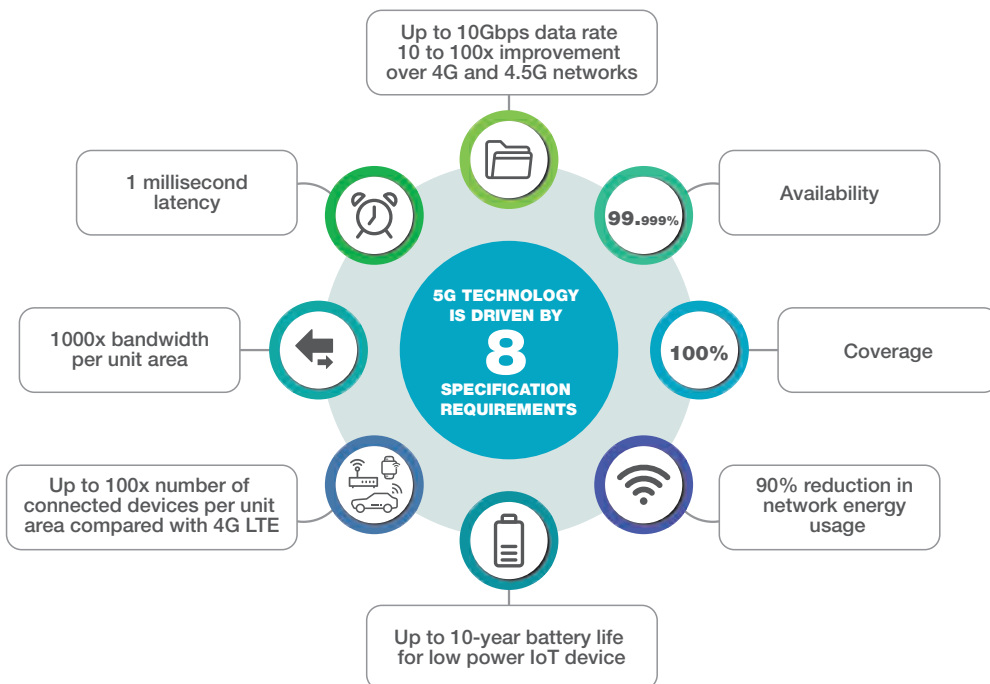 Up to 10Gbps data rate
10 to 100x improvement
over 4G and 4.5G networks
1 millisecond
latency
99.999%
Availability
5G TECHNOLOGY
IS DRIVEN BY
8
SPECIFICATION
REQUIREMENTS
1000x bandwidth
per unit area
100%
Coverage
Up to 100x number of
connected devices per unit
area compared with 4G LTE
90% reduction in
network energy
usage
Up to 10-year battery life
for low power IoT device